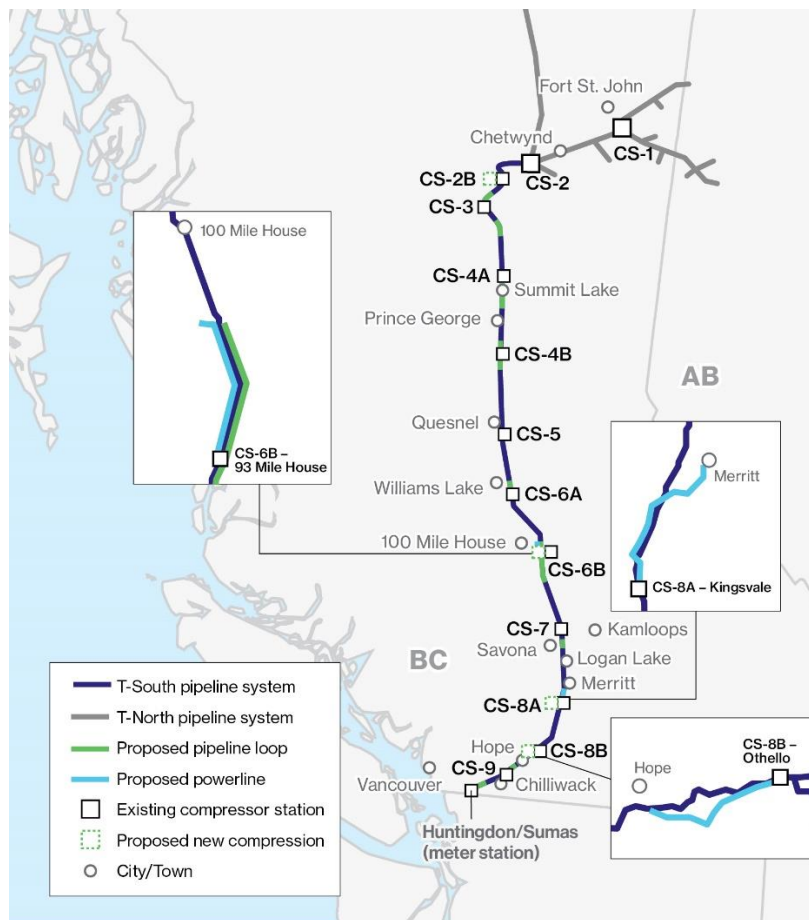 Fort St. John
Chetwynd
CS-1
CS-2
CS-2B
CS-3
100 Mile House
CS-4A
Summit Lake
Prince George
CS-4B
AB
CS-6B –
93 Mile House
Quesnel
CS-5
Merritt
Williams Lake
CS-6A
100 Mile House
CS-6B
CS-8A – Kingsvale
CS-7
Kamloops
Savona
BC
Logan Lake
Merritt
CS-8A
T-South pipeline system
T-North pipeline system
Proposed pipeline loop
Proposed powerline
Existing compressor station
Proposed new compression
City/Town
Hope
CS-8B
CS-9
Vancouver
Chilliwack
Huntingdon/Sumas
(meter station)
CS-8B –
Othello
Hope